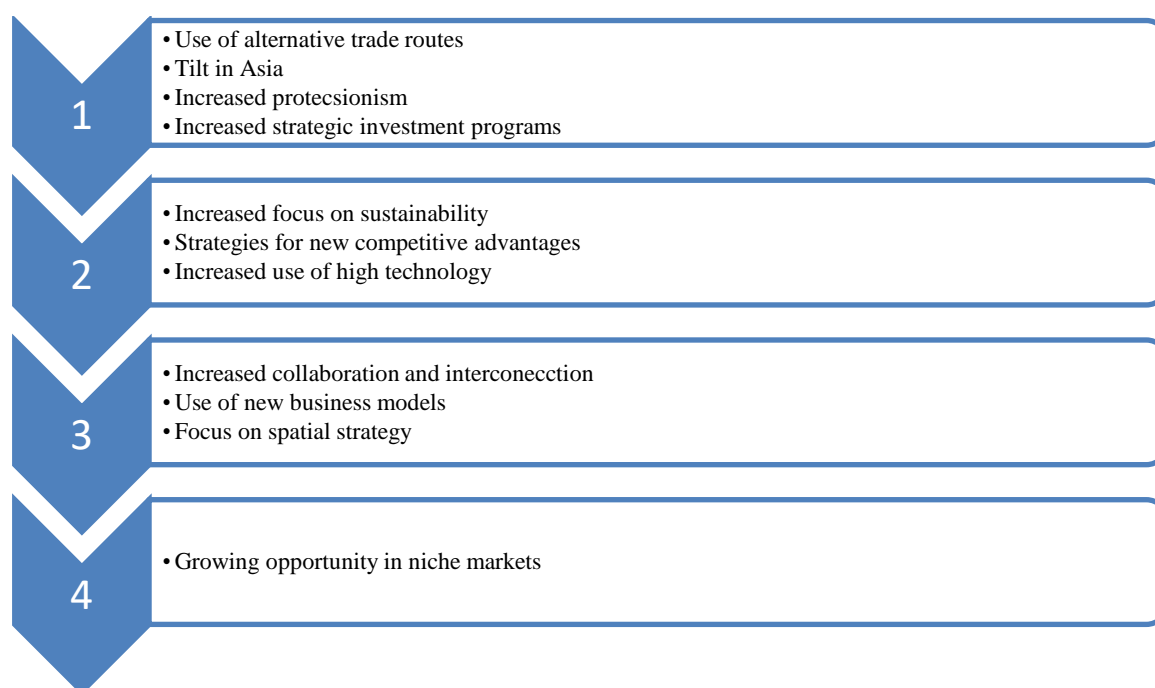 1
• Use of alternative trade routes
• Tilt in Asia
• Increased protecsionism
• Increased strategic investment programs
2
• Increased focus on sustainability
• Strategies for new competitive advantages
• Increased use of high technology
3
• Increased collaboration and interconecction
• Use of new business models
• Focus on spatial strategy
4
• Growing opportunity in niche markets